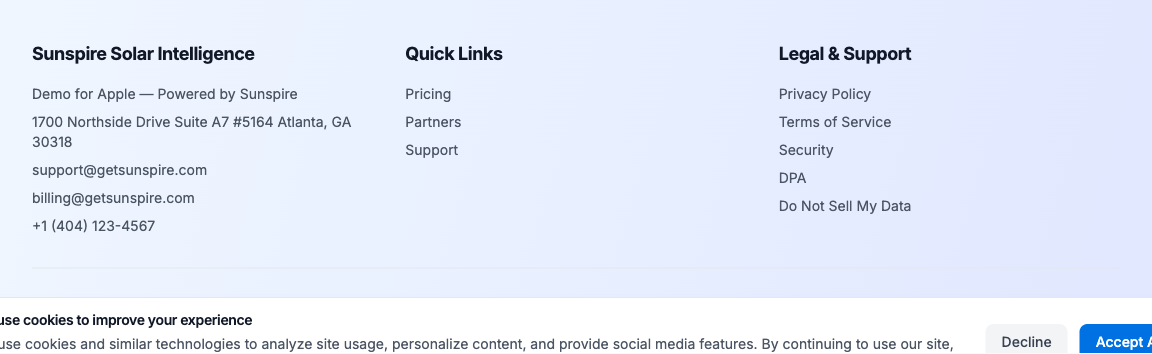 Sunspire Solar Intelligence
Demo for Apple — Powered by Sunspire
1700 Northside Drive Suite A7 #5164 Atlanta, GA
30318
support@getsunspire.com
billing@getsunspire.com
+1 (404) 123-4567
Quick Links
Pricing
Partners
Support
Legal & Support
Privacy Policy
Terms of Service
Security
DPA
Do Not Sell My Data
use cookies to improve your experience
use cookies and similar technologies to analyze site usage, personalize content, and provide social media features. By continuing to use our site,
Decline
Accept